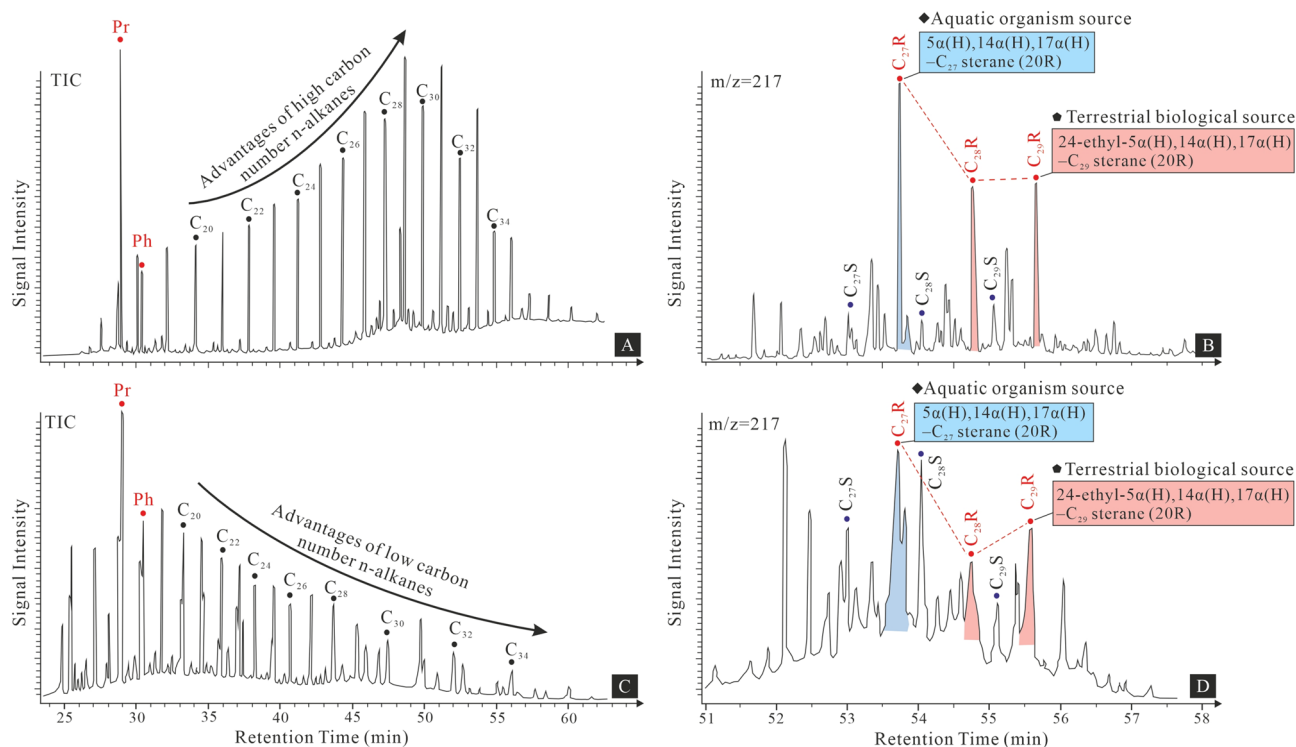 Pr
TIC
Ph
Advantages of high carbon
number n-alkanes
C₂₀
C₂₂
C₂₄
C₂₆
C₂₈
C₃₀
C₃₂
C₃₄
Signal Intensity
A
◆Aquatic organism source
5α(H),14α(H),17α(H)
–C₂₇ sterane (20R)
m/z=217
C₂₇R
Terrestrial biological source
24-ethyl-5α(H),14α(H),17α(H)
–C₂₉ sterane (20R)
C₂₈R
C₂₉R
C₂₇S
C₂₈S
C₂₉S
Signal Intensity
B
Pr
TIC
Ph
Advantages of low carbon
number n-alkanes
C₂₀
C₂₂
C₂₄
C₂₆
C₂₈
C₃₀
C₃₂
C₃₄
Signal Intensity
C
25 30 35 40 45 50 55 60
Retention Time (min)
◆Aquatic organism source
5α(H),14α(H),17α(H)
–C₂₇ sterane (20R)
m/z=217
C₂₇R
C₂₈S
Terrestrial biological source
24-ethyl-5α(H),14α(H),17α(H)
–C₂₉ sterane (20R)
C₂₇S
C₂₈R
C₂₉R
C₂₉S
Signal Intensity
D
51 52 53 54 55 56 57 58
Retention Time (min)